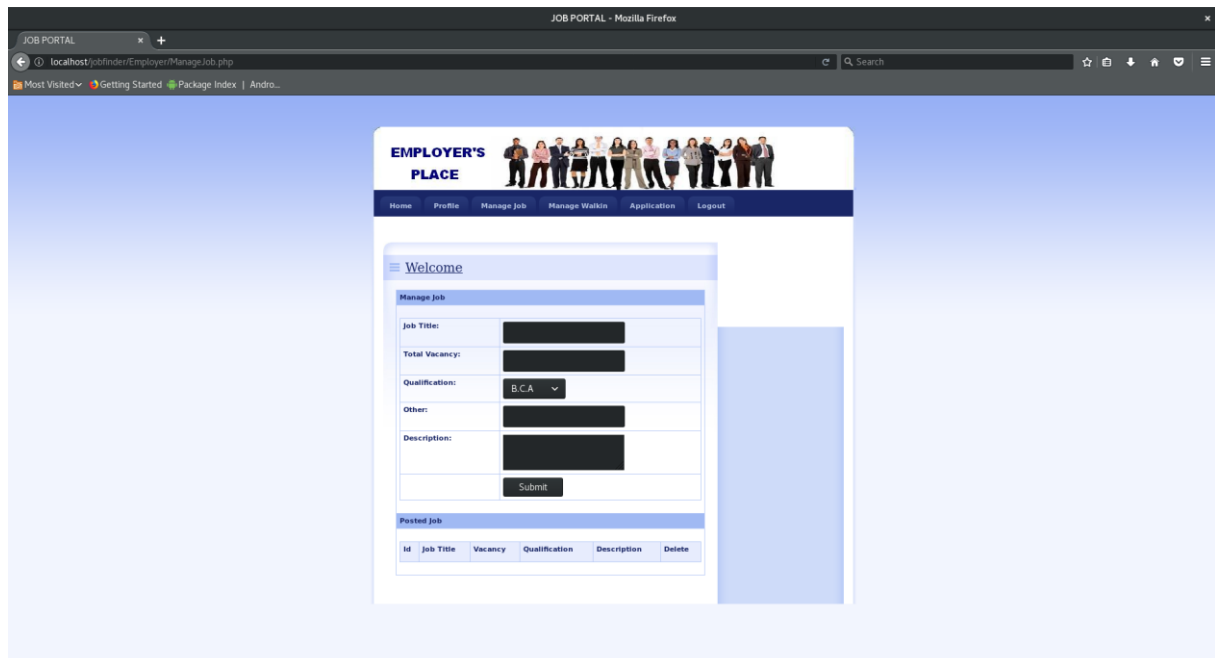 JOB PORTAL - Mozilla Firefox
JOB PORTAL
localhost/jobfinder/Employer/ManageJob.php
Search
Most Visited Getting Started Package Index | Andro...
EMPLOYER'S
PLACE
Home Profile Manage Job Manage Walkin Application Logout
Welcome
Manage Job
Job Title:
Total Vacancy:
Qualification: B.C.A
Other:
Description:
Submit
Posted Job
Id Job Title Vacancy Qualification Description Delete